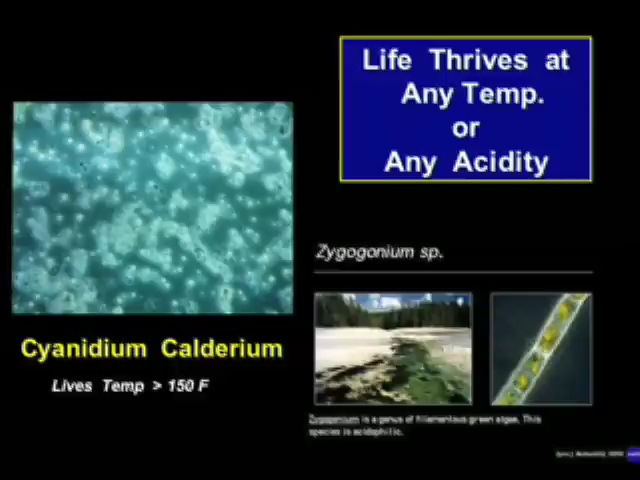 Life Thrives at
Any Temp.
or
Any Acidity
Zygogonium sp.
Cyanidium Calderium
Lives Temp > 150 F
Zygogonium is a genus of filamentous green algae. This
species is acidophilic.